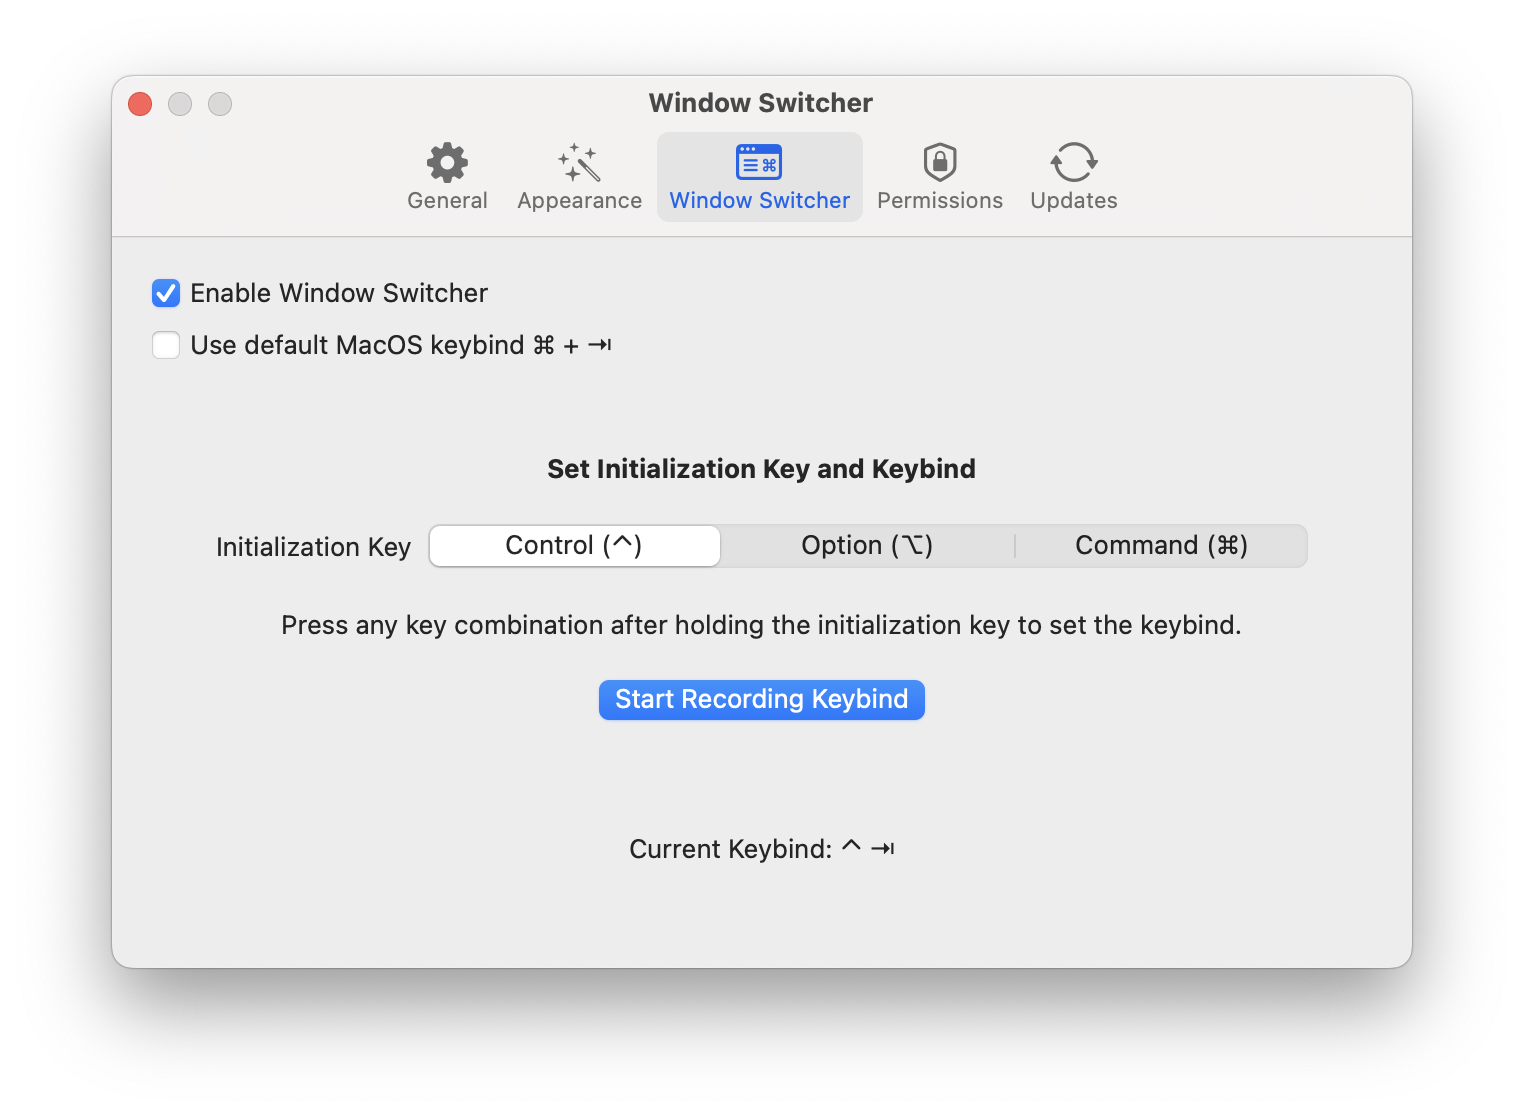 Window Switcher
General Appearance Window Switcher Permissions Updates
Enable Window Switcher
Use default MacOS keybind ⌘ + ⇥
Set Initialization Key and Keybind
Initialization Key Control (^) Option (⌥) Command (⌘)
Press any key combination after holding the initialization key to set the keybind.
Start Recording Keybind
Current Keybind: ^ ⇥